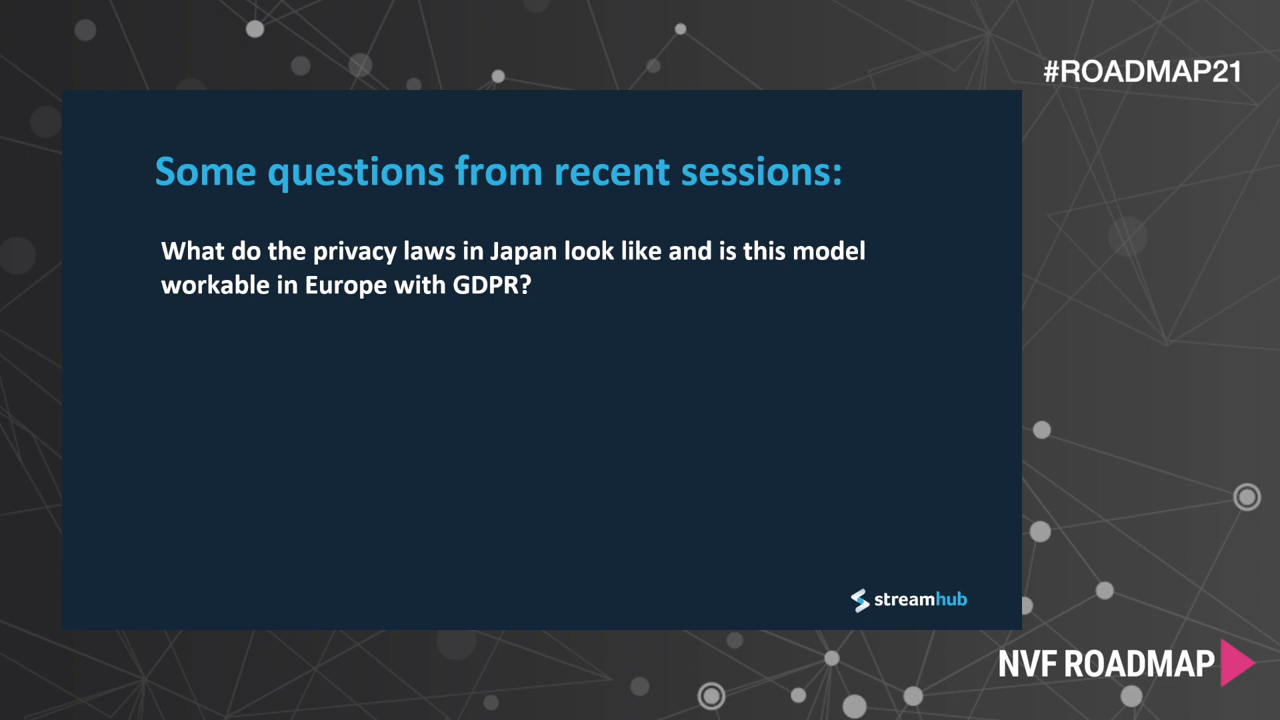 #ROADMAP21
Some questions from recent sessions:
What do the privacy laws in Japan look like and is this model
workable in Europe with GDPR?
streamhub
NVF ROADMAP